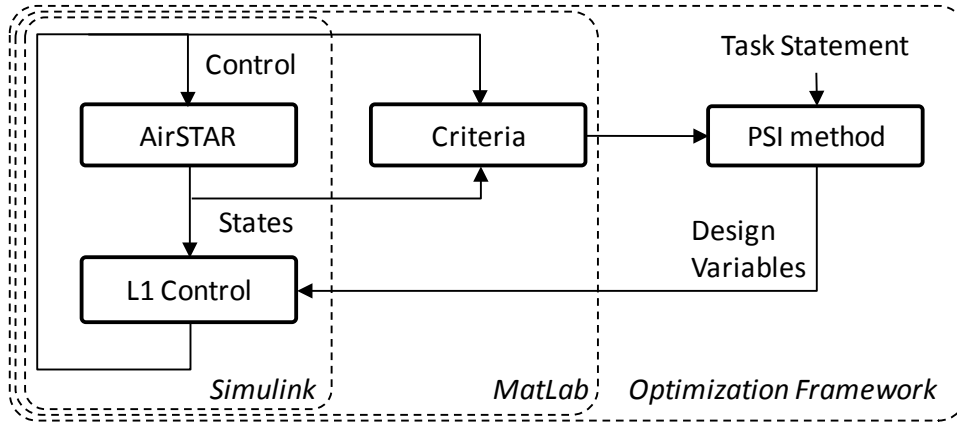 Task Statement
Control
AirSTAR
Criteria
PSI method
States
Design
Variables
L1 Control
Simulink
MatLab
Optimization Framework